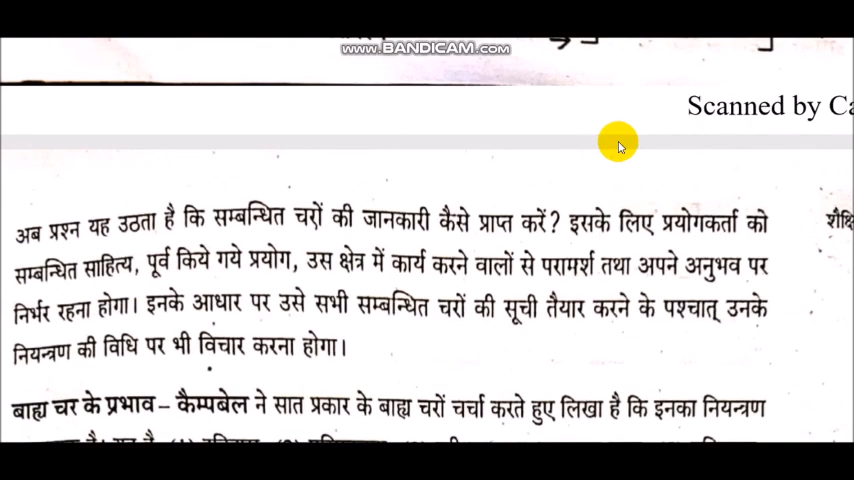 www.BANDICAM.com
Scanned by Ca
अब प्रश्न यह उठता है कि सम्बन्धित चरों की जानकारी कैसे प्राप्त करें? इसके लिए प्रयोगकर्ता को
सम्बन्धित साहित्य, पूर्व किये गये प्रयोग, उस क्षेत्र में कार्य करने वालों से परामर्श तथा अपने अनुभव पर
निर्भर रहना होगा। इनके आधार पर उसे सभी सम्बन्धित चरों की सूची तैयार करने के पश्चात् उनके
नियन्त्रण की विधि पर भी विचार करना होगा।
बाह्य चर के प्रभाव – कैम्पबेल ने सात प्रकार के बाह्य चरों चर्चा करते हुए लिखा है कि इनका नियन्त्रण